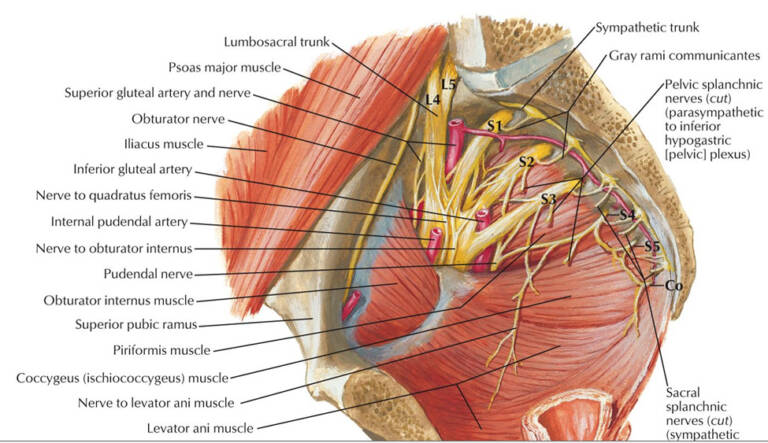 Lumbosacral trunk
Psoas major muscle
Superior gluteal artery and nerve
Obturator nerve
Iliacus muscle
Inferior gluteal artery
Nerve to quadratus femoris
Internal pudendal artery
Nerve to obturator internus
Pudendal nerve
Obturator internus muscle
Superior pubic ramus
Piriformis muscle
Coccygeus (ischiococcygeus) muscle
Nerve to levator ani muscle
Levator ani muscle
L5
L4
S1
S2
S3
S4
S5
Co
Sympathetic trunk
Gray rami communicantes
Pelvic splanchnic
nerves (cut)
(parasympathetic
to inferior
hypogastric
[pelvic] plexus)
Sacral
splanchnic
nerves (cut)
(sympathetic